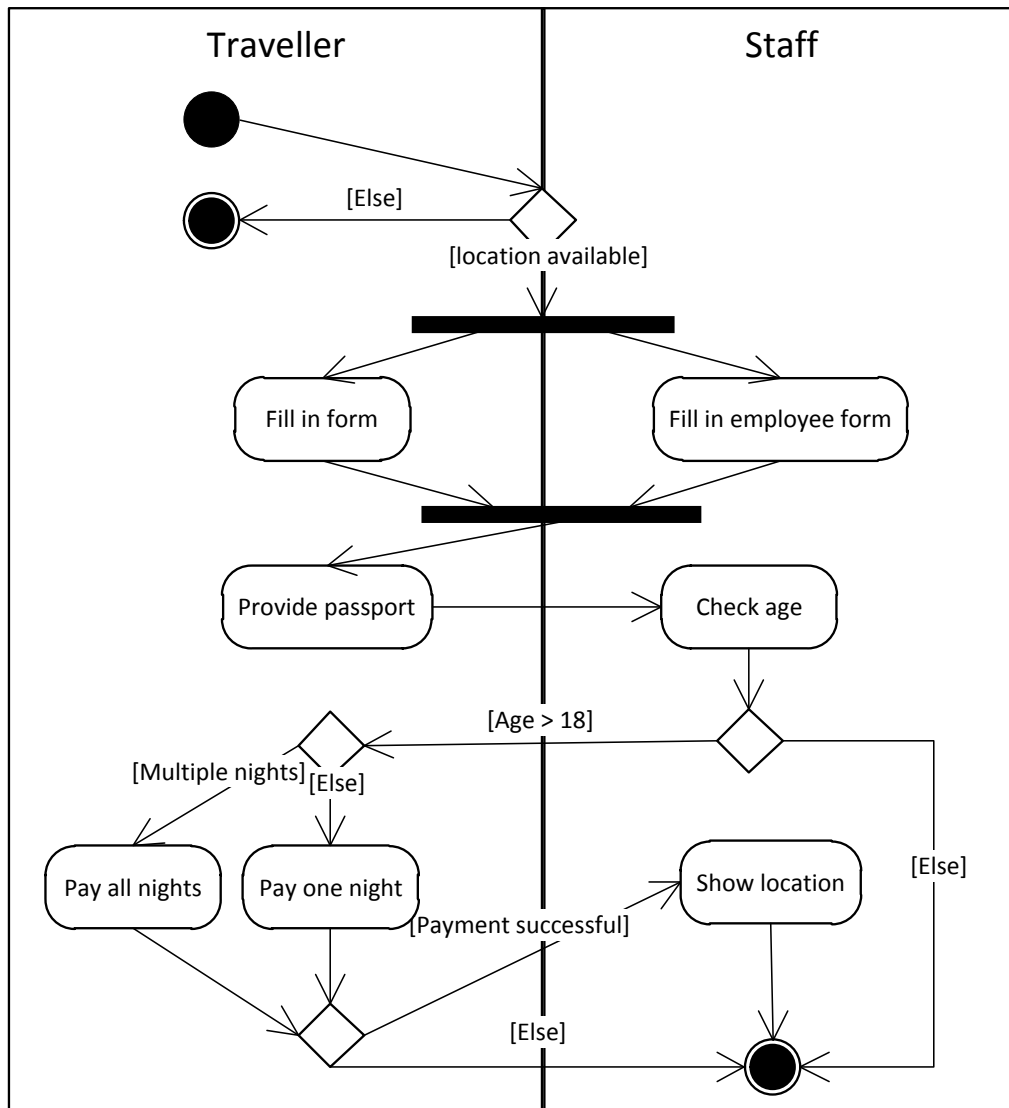 Traveller
Staff
[Else]
[location available]
Fill in form
Fill in employee form
Provide passport
Check age
[Age > 18]
[Multiple nights]
[Else]
Pay all nights
Pay one night
Show location
[Else]
[Payment successful]
[Else]